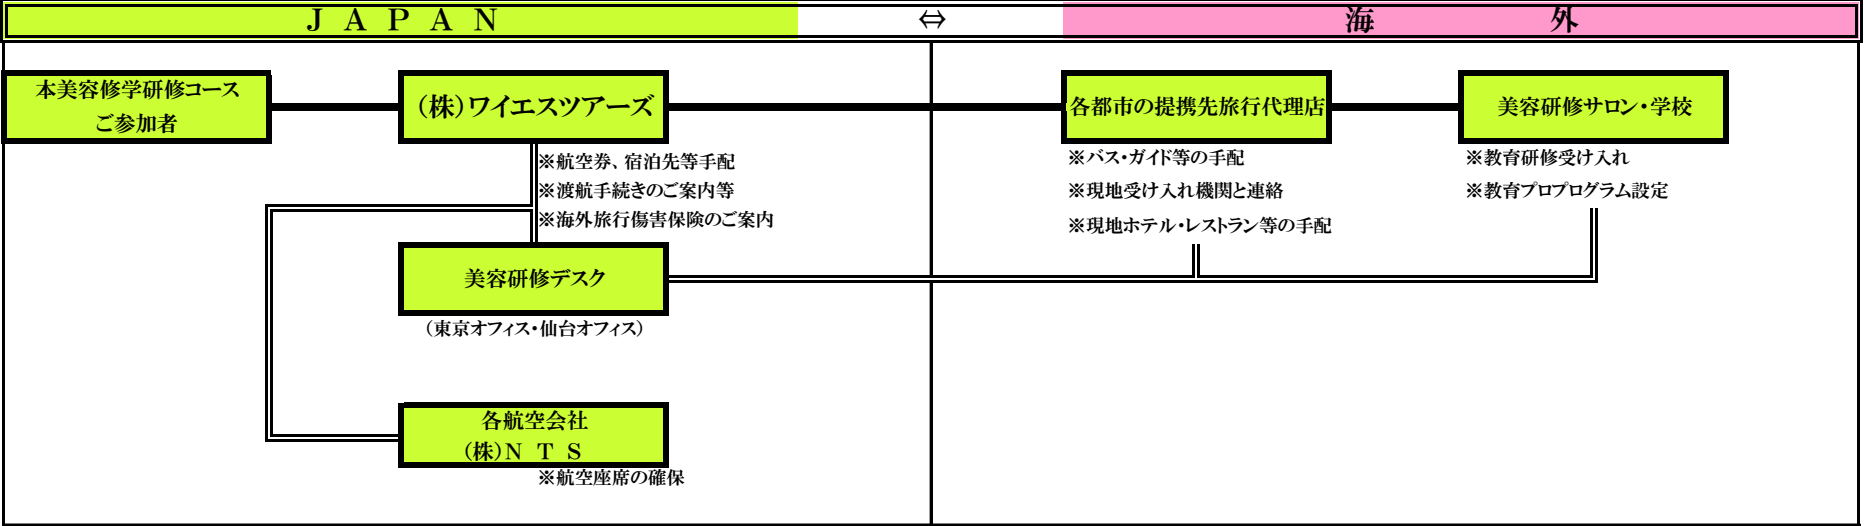 ＪＡＰＡＮ ⇔ 海 外
本美容修学研修コース
ご参加者
（株）ワイエスツアーズ
※航空券、宿泊先等手配
※渡航手続きのご案内等
※海外旅行傷害保険のご案内
美容研修デスク
（東京オフィス・仙台オフィス）
各航空会社
（株）ＮＴＳ
※航空座席の確保
各都市の提携先旅行代理店
※バス・ガイド等の手配
※現地受け入れ機関と連絡
※現地ホテル・レストラン等の手配
美容研修サロン・学校
※教育研修受け入れ
※教育プロプログラム設定